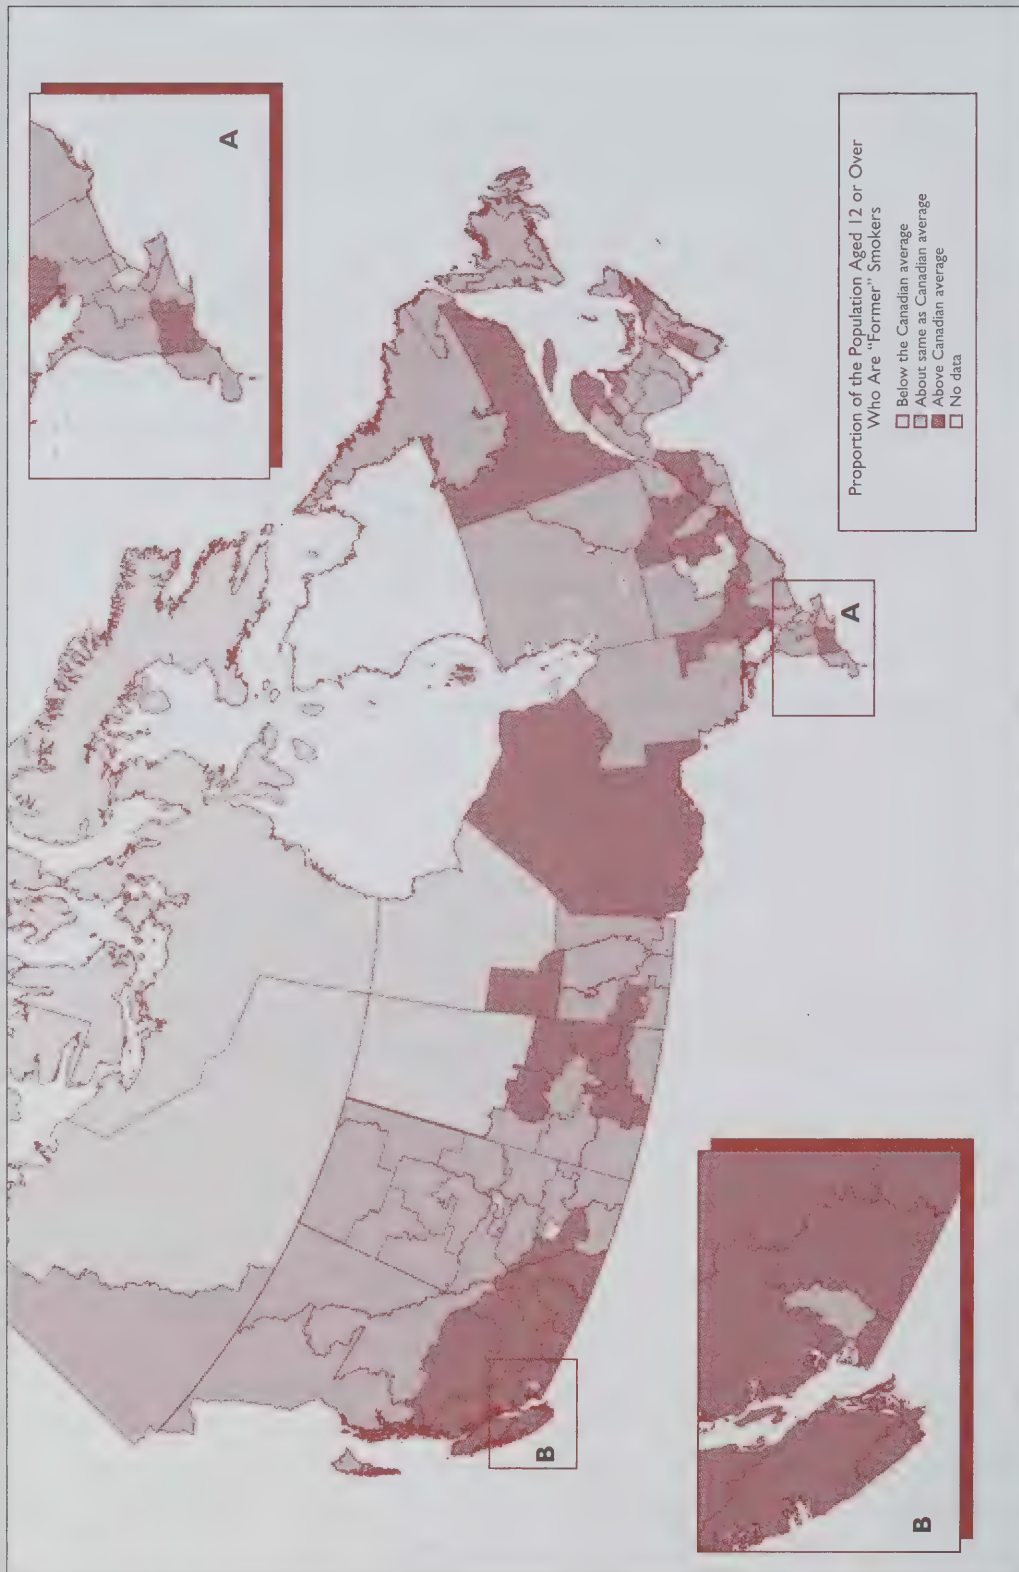 A
Proportion of the Population Aged 12 or Over
Who Are "Former" Smokers
Below the Canadian average
About same as Canadian average
Above Canadian average
No data
A
B
B